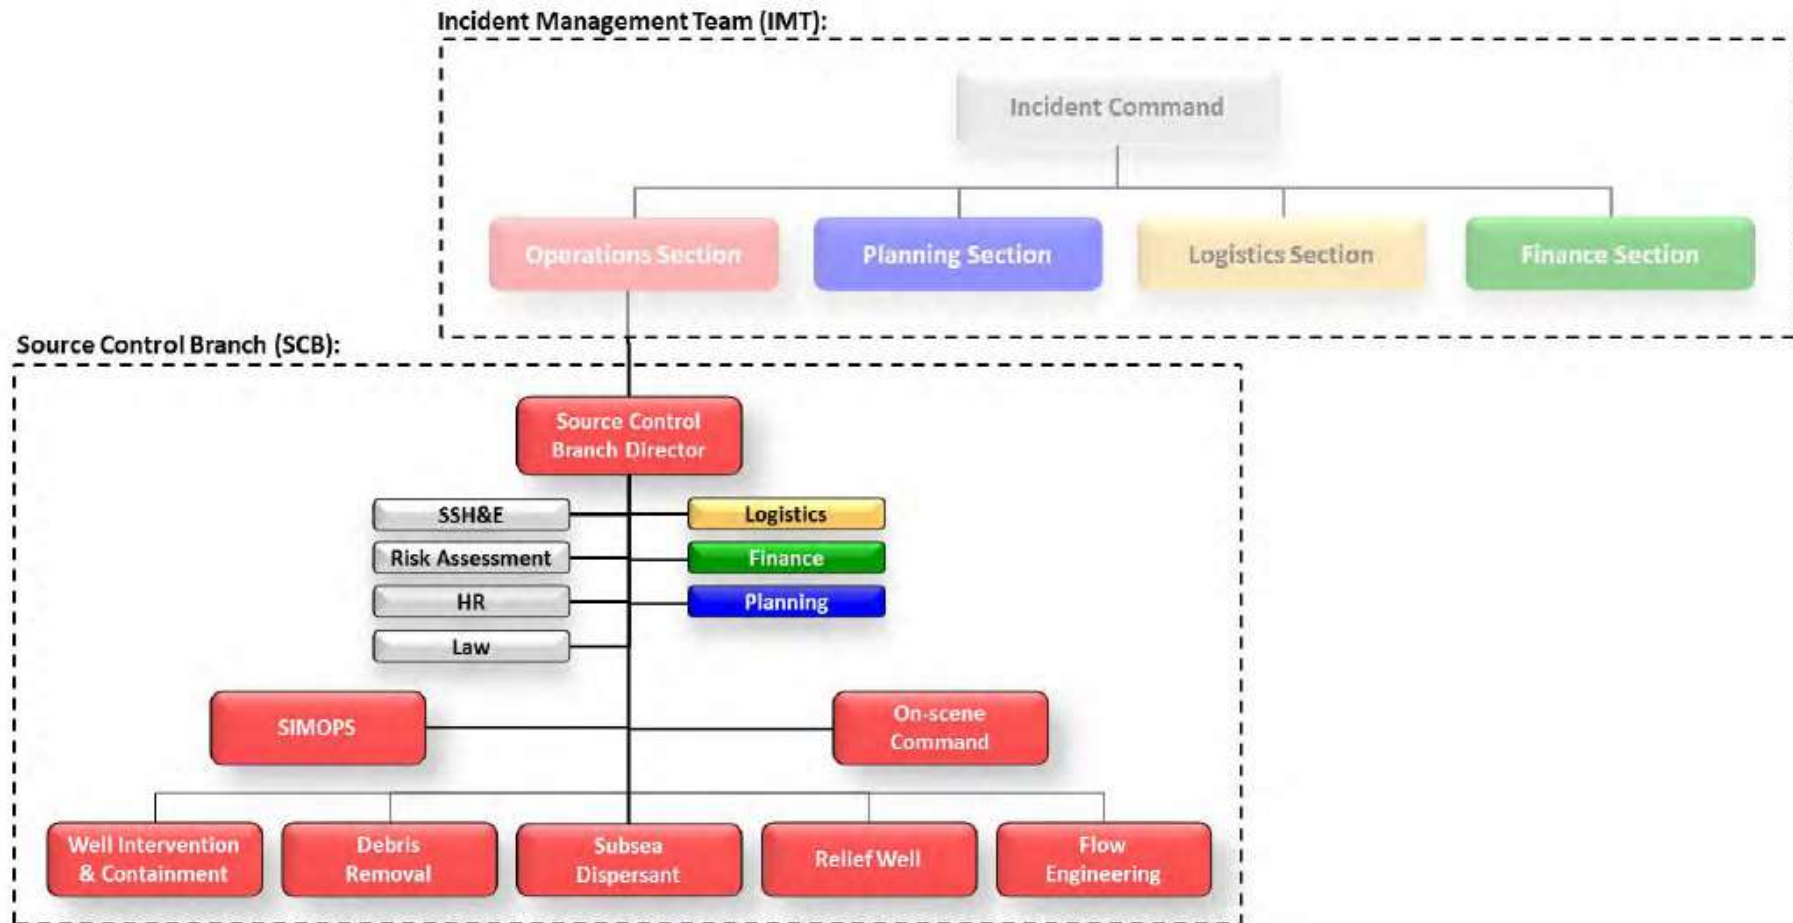 Incident Management Team (IMT):
Incident Command
Operations Section
Planning Section
Logistics Section
Finance Section
Source Control Branch (SCB):
Source Control
Branch Director
SSH&E
Logistics
Risk Assessment
Finance
HR
Planning
Law
SIMOPS
On-scene
Command
Well Intervention
& Containment
Debris
Removal
Subsea
Dispersant
Relief Well
Flow
Engineering